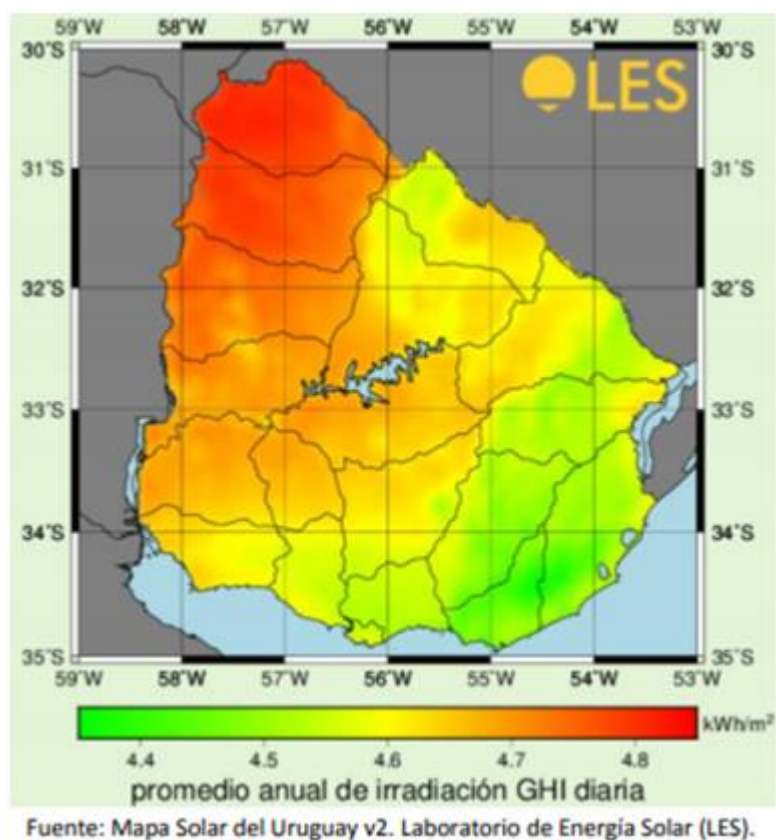 59°W 58°W 57°W 56°W 55°W 54°W 53°W
30°S 30°S
LES
31°S 31°S
32°S 32°S
33°S 33°S
34°S 34°S
35°S 35°S
59°W 58°W 57°W 56°W 55°W 54°W 53°W
kWh/m²
4.4 4.5 4.6 4.7 4.8
promedio anual de irradiación GHI diaria
Fuente: Mapa Solar del Uruguay v2. Laboratorio de Energía Solar (LES).